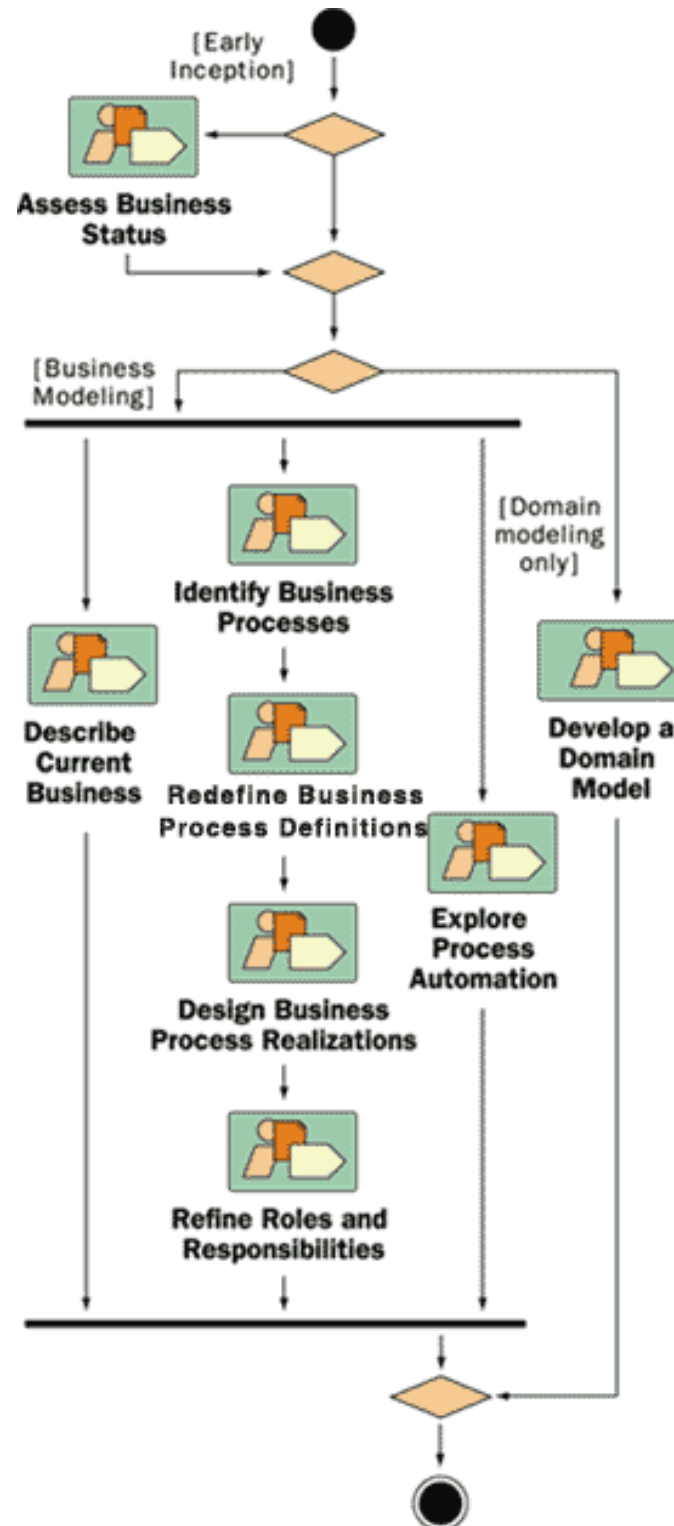 [Early
Inception]
Assess Business
Status
[Business
Modeling]
[Domain
modeling
only]
Identify Business
Processes
Describe
Current
Business
Redefine Business
Process Definitions
Develop a
Domain
Model
Explore
Process
Automation
Design Business
Process Realizations
Refine Roles and
Responsibilities